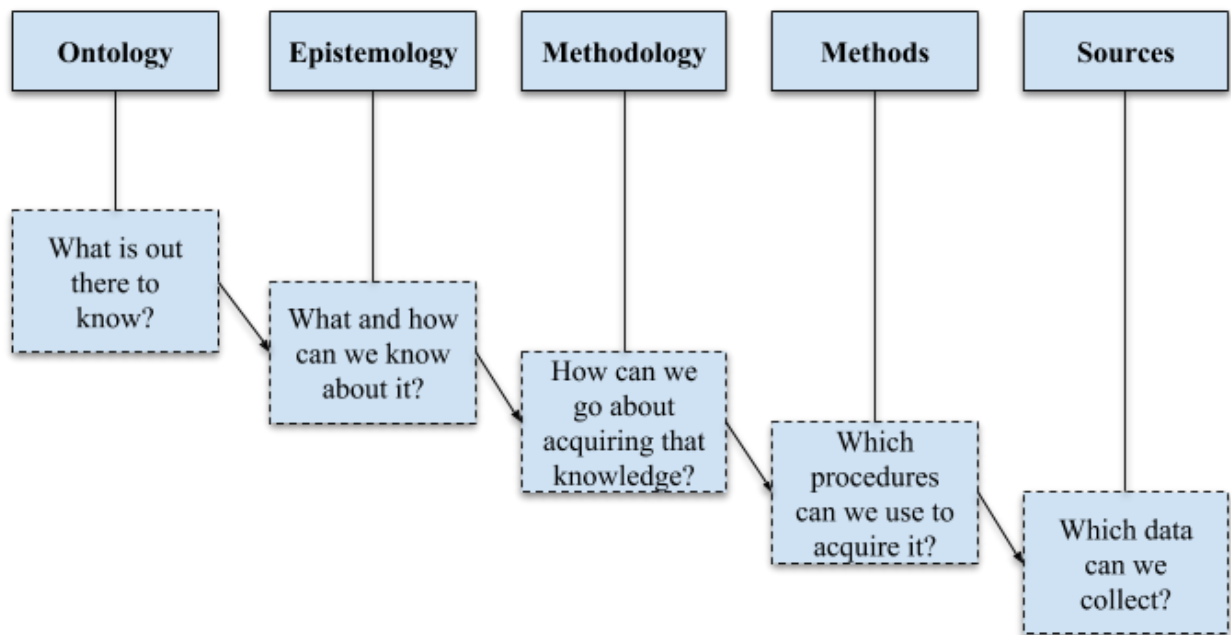 Ontology
Epistemology
Methodology
Methods
Sources
What is out
there to
know?
What and how
can we know
about it?
How can we
go about
acquiring that
knowledge?
Which
procedures
can we use to
acquire it?
Which data
can we
collect?